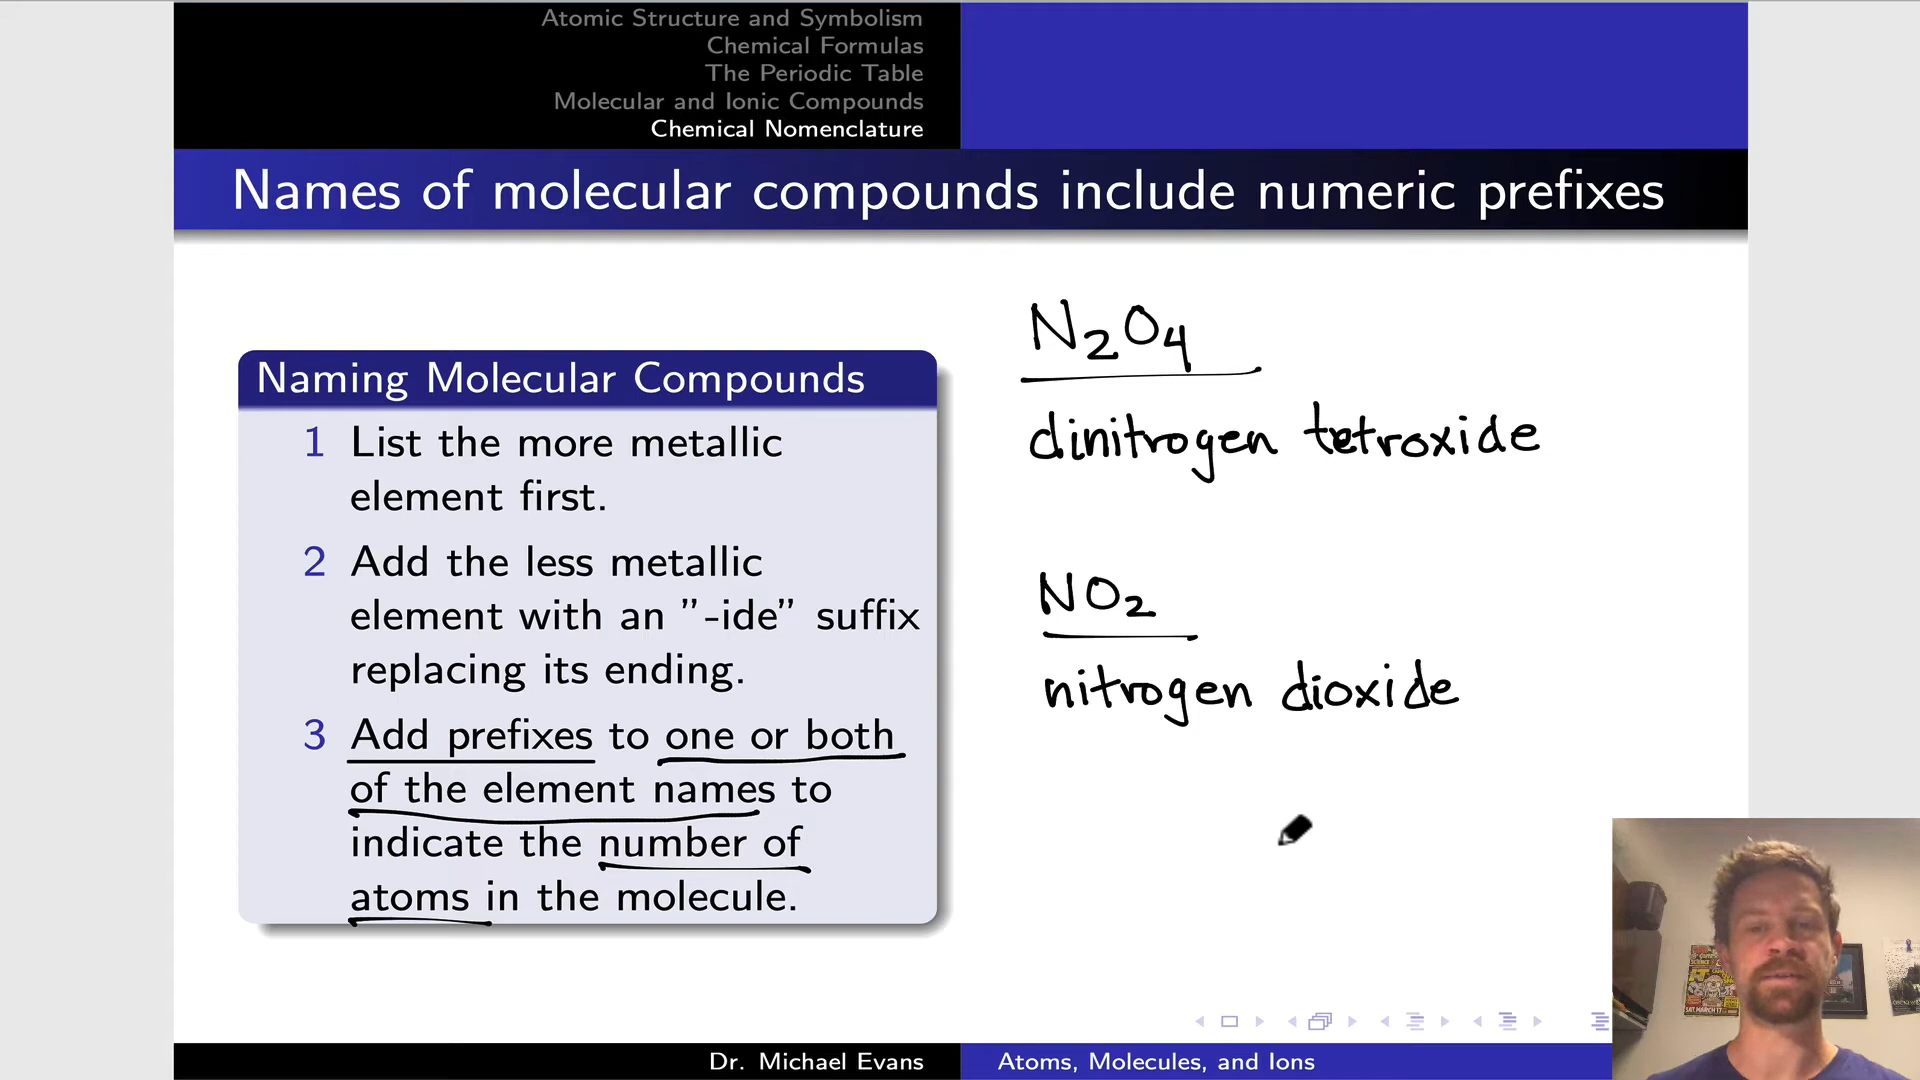 Atomic Structure and Symbolism
Chemical Formulas
The Periodic Table
Molecular and Ionic Compounds
Chemical Nomenclature
Names of molecular compounds include numeric prefixes
Naming Molecular Compounds
1 List the more metallic
element first.
2 Add the less metallic
element with an "-ide" suffix
replacing its ending.
3 Add prefixes to one or both
of the element names to
indicate the number of
atoms in the molecule.
N₂O₄
dinitrogen tetroxide
NO₂
nitrogen dioxide
Dr. Michael Evans
Atoms, Molecules, and Ions